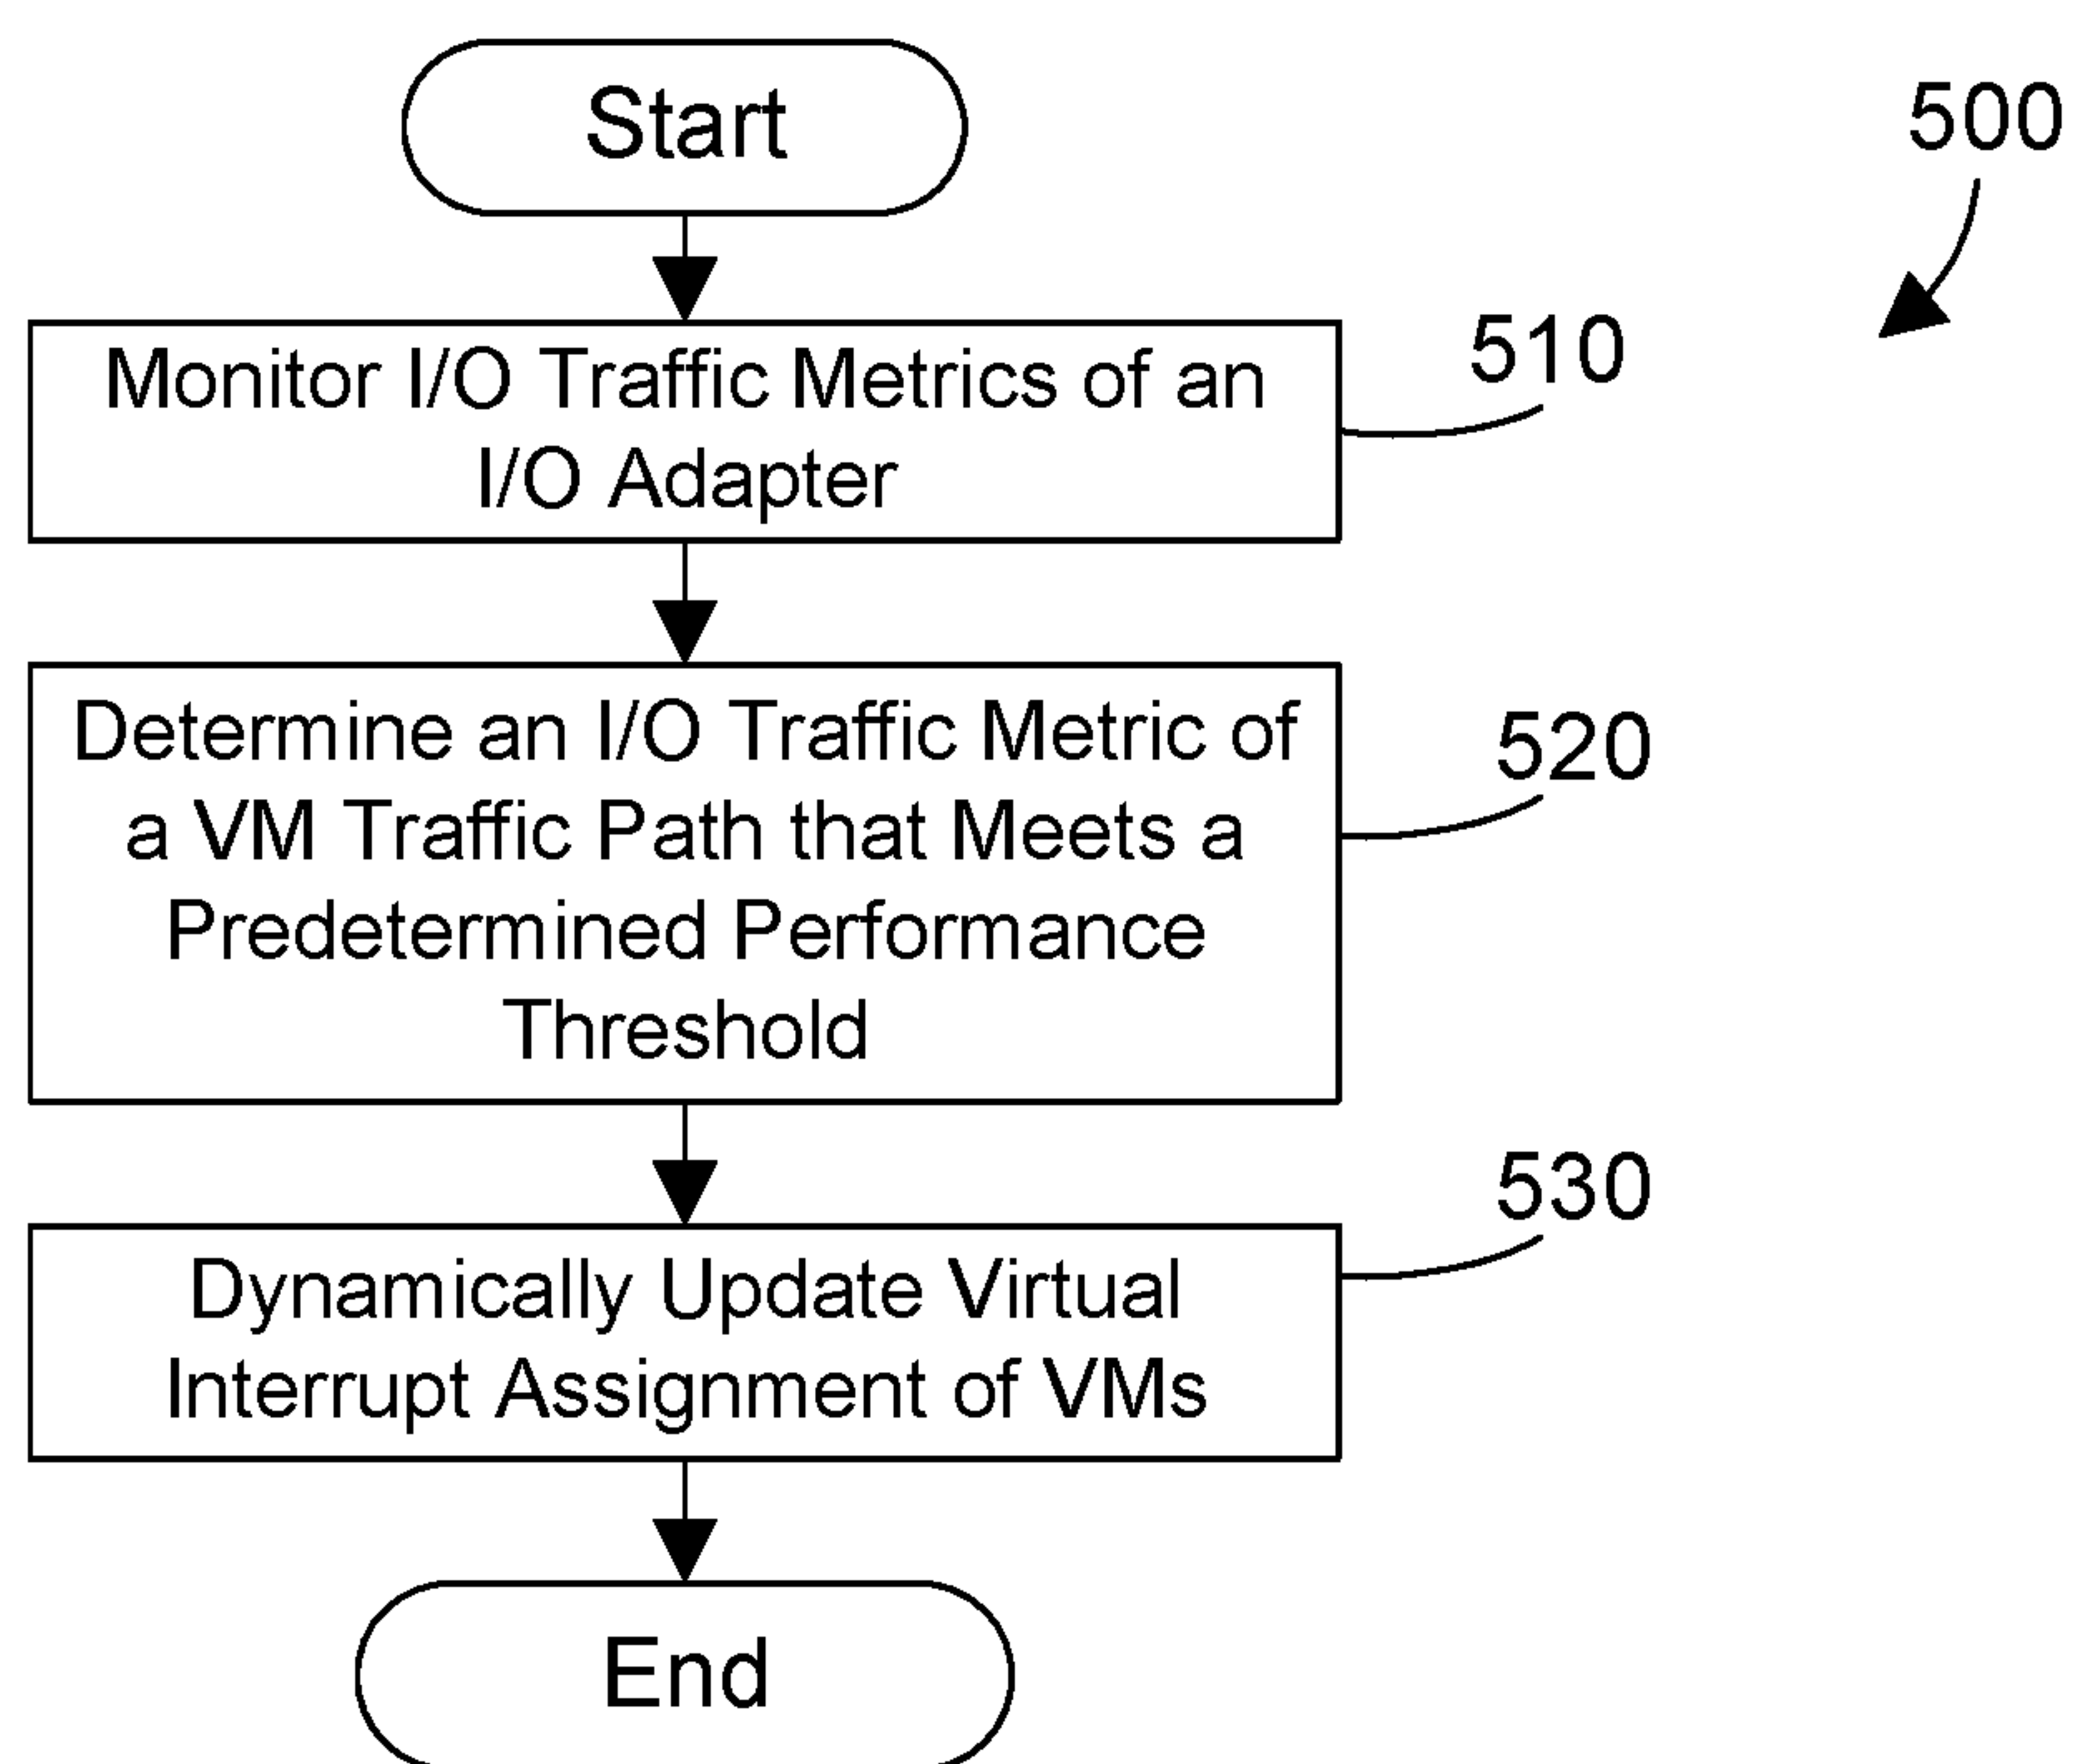 Start
500
510
Monitor I/O Traffic Metrics of an
I/O Adapter
520
Determine an I/O Traffic Metric of
a VM Traffic Path that Meets a
Predetermined Performance
Threshold
530
Dynamically Update Virtual
Interrupt Assignment of VMs
End